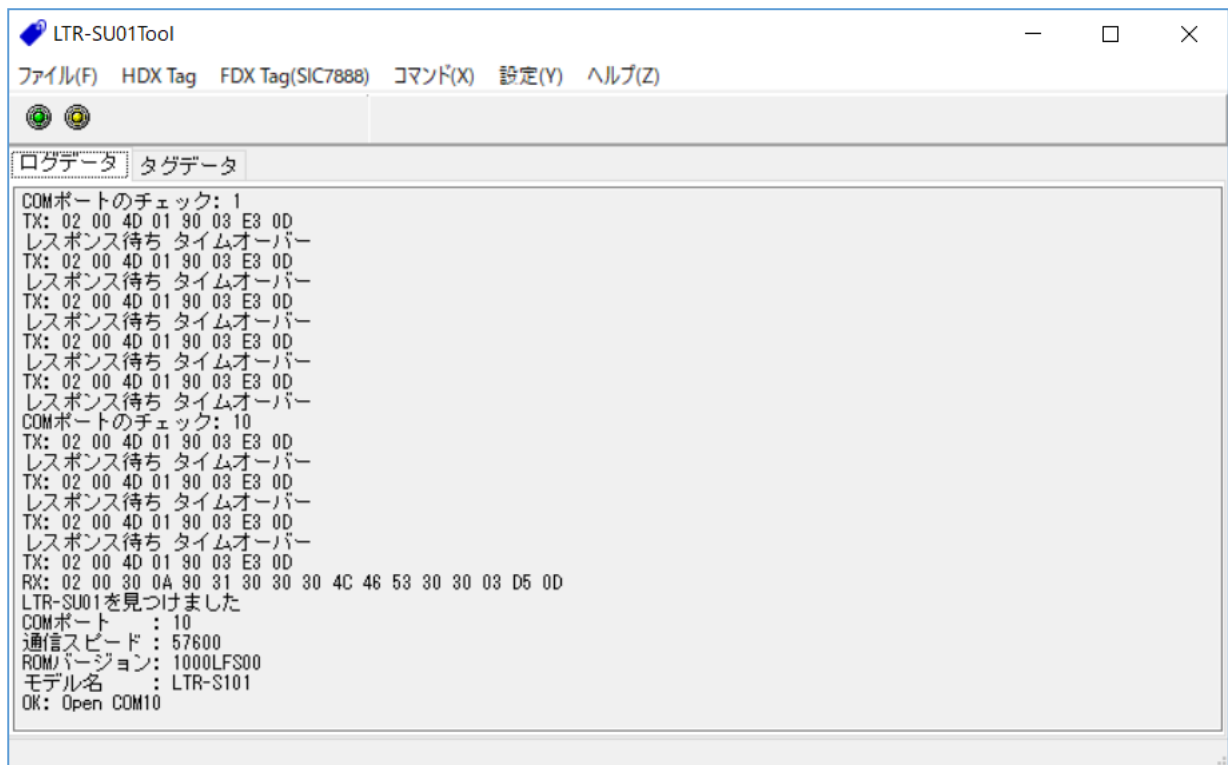 LTR-SU01Tool
ファイル(F) HDX Tag FDX Tag(SIC7888) コマンド(X) 設定(Y) ヘルプ(Z)
ログデータ タグデータ
COMポートのチェック: 1
TX: 02 00 4D 01 90 03 E3 0D
レスポンス待ち タイムオーバー
TX: 02 00 4D 01 90 03 E3 0D
レスポンス待ち タイムオーバー
TX: 02 00 4D 01 90 03 E3 0D
レスポンス待ち タイムオーバー
TX: 02 00 4D 01 90 03 E3 0D
レスポンス待ち タイムオーバー
TX: 02 00 4D 01 90 03 E3 0D
レスポンス待ち タイムオーバー
COMポートのチェック: 10
TX: 02 00 4D 01 90 03 E3 0D
レスポンス待ち タイムオーバー
TX: 02 00 4D 01 90 03 E3 0D
レスポンス待ち タイムオーバー
TX: 02 00 4D 01 90 03 E3 0D
レスポンス待ち タイムオーバー
TX: 02 00 4D 01 90 03 E3 0D
RX: 02 00 30 0A 90 31 30 30 30 4C 46 53 30 30 03 D5 0D
LTR-SU01を見つけました
COMポート : 10
通信スピード : 57600
ROMバージョン: 1000LFS00
モデル名 : LTR-S101
OK: Open COM10